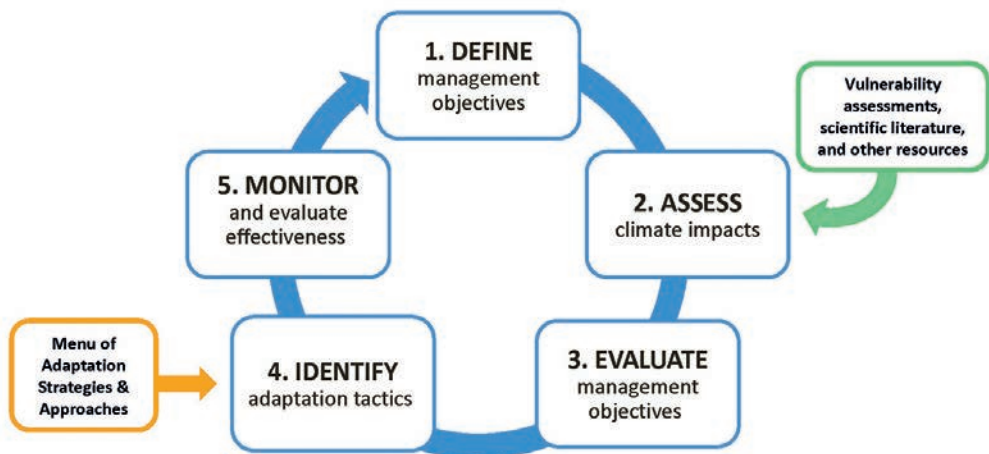 1. DEFINE
management
objectives
Vulnerability
assessments,
scientific literature,
and other resources
2. ASSESS
climate impacts
3. EVALUATE
management
objectives
4. IDENTIFY
adaptation tactics
Menu of
Adaptation
Strategies &
Approaches
5. MONITOR
and evaluate
effectiveness